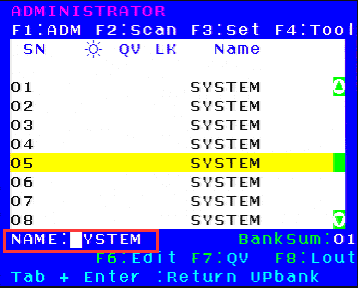 ADMINISTRATOR
F1:ADM F2:Scan F3:Set F4:Tool
SN QV LK Name
01 SYSTEM
02 SYSTEM
03 SYSTEM
04 SYSTEM
05 SYSTEM
06 SYSTEM
07 SYSTEM
08 SYSTEM
NAME: YSTEM BankSum:01
F6:Edit F7:QV F8:Lout
Tab + Enter :Return UPbank